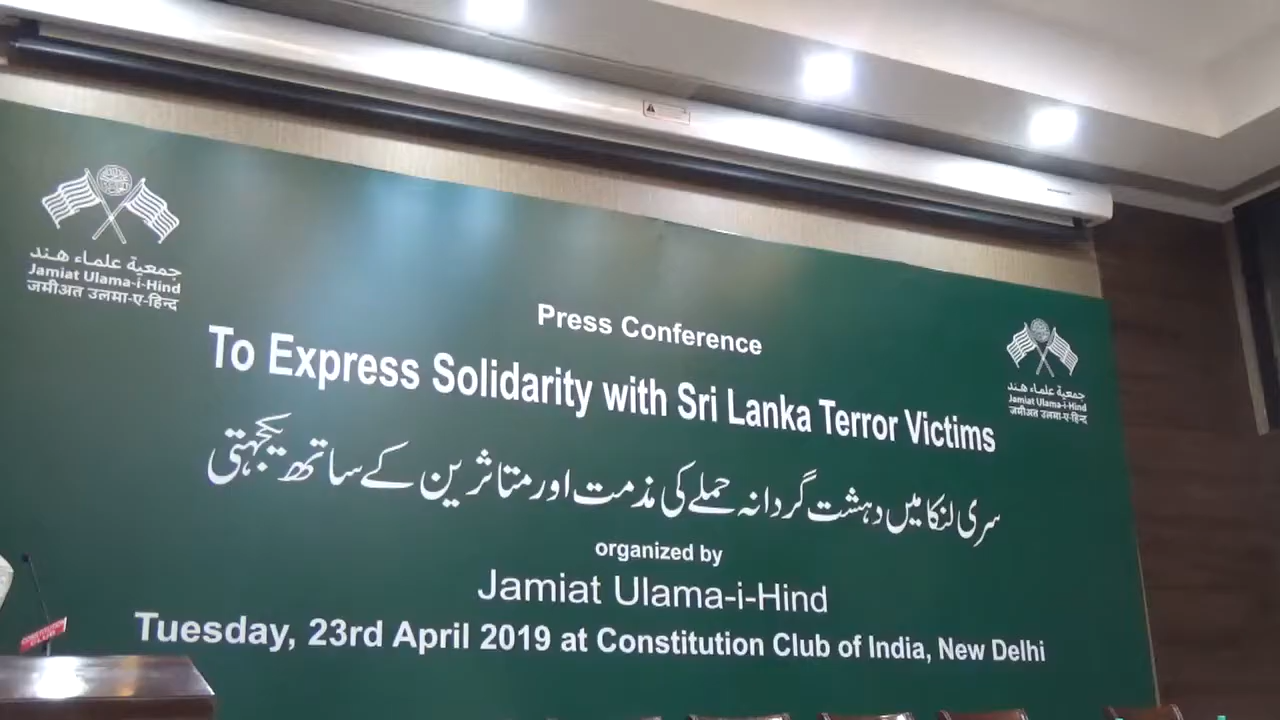 جمعية علماء هند
Jamiat Ulama-i-Hind
जमीअत उलमा-ए-हिन्द
Press Conference
To Express Solidarity with Sri Lanka Terror Victims
سری لنکا میں دہشت گردانہ حملے کی مذمت اور متاثرین کے ساتھ یکجہتی
organized by
Jamiat Ulama-i-Hind
Tuesday, 23rd April 2019 at Constitution Club of India, New Delhi
جمعية علماء هند
Jamiat Ulama-i-Hind
जमीअत उलमा-ए-हिन्द
CONSTITUTION
CLUB